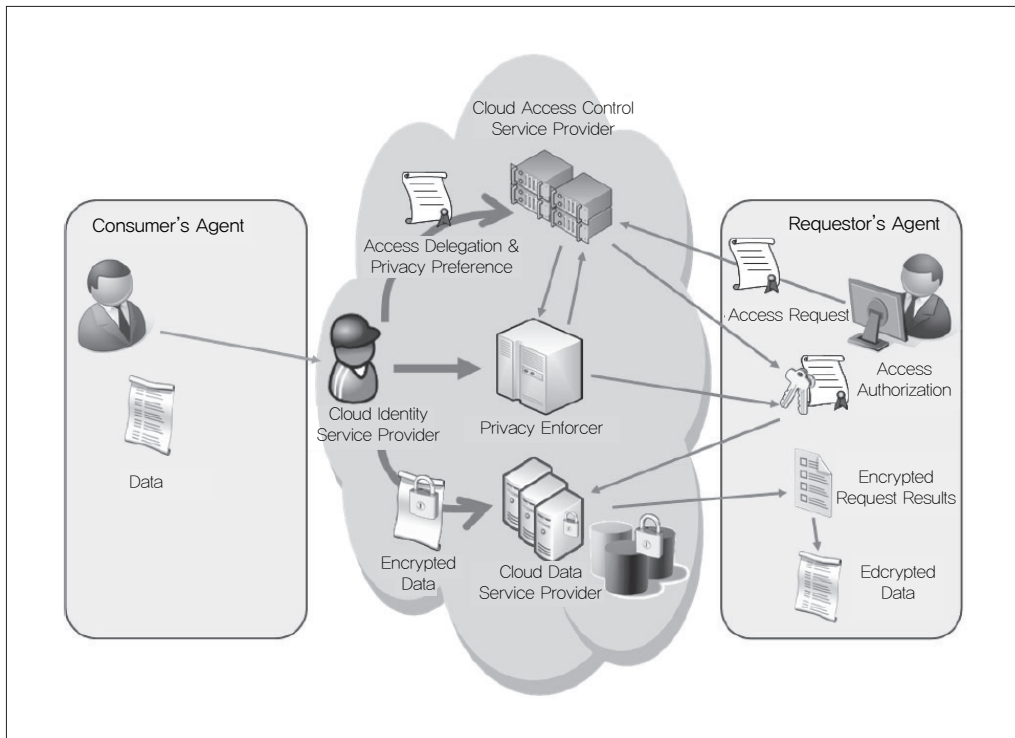 Cloud Access Control
Service Provider
Consumer's Agent
Requestor's Agent
Access Delegation &
Privacy Preference
Access Request
Access
Authorization
Cloud Identity
Service Provider
Privacy Enforcer
Data
Encrypted
Request Results
Encrypted
Data
Cloud Data
Service Provider
Edcrypted
Data